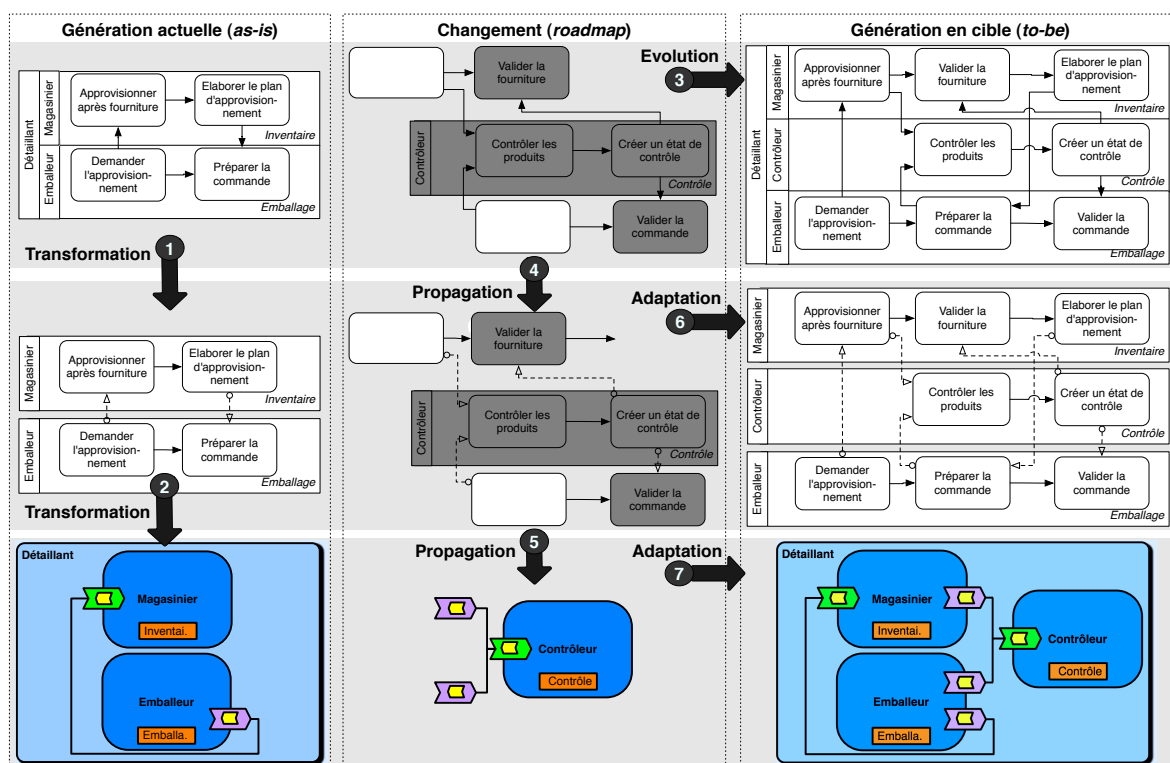 Génération actuelle (as-is)
Détaillant
Magasinier
Approvisionner
après fourniture
Elaborer le plan
d'approvision-
nement
Inventaire
Emballeur
Demander
l'approvision-
nement
Préparer la
commande
Emballage
Transformation 1
Magasinier
Approvisionner
après fourniture
Elaborer le plan
d'approvision-
nement
Inventaire
Emballeur
Demander
l'approvision-
nement
Préparer la
commande
Emballage
2
Transformation
Détaillant
Magasinier
Inventai.
Emballeur
Emballa.
Changement (roadmap)
Valider la
fourniture
Evolution
3
Contrôleur
Contrôler les
produits
Créer un état de
contrôle
Contrôle
Valider la
commande
4
Propagation
Adaptation
6
Valider la
fourniture
Contrôleur
Contrôler les
produits
Créer un état de
contrôle
Contrôle
Valider la
commande
Propagation 5
Adaptation
7
Contrôleur
Contrôle
Génération en cible (to-be)
Détaillant
Magasinier
Approvisionner
après fourniture
Valider la
fourniture
Elaborer le plan
d'approvision-
nement
Inventaire
Contrôleur
Contrôler les
produits
Créer un état de
contrôle
Contrôle
Emballeur
Demander
l'approvision-
nement
Préparer la
commande
Valider la
commande
Emballage
Magasinier
Approvisionner
après fourniture
Valider la
fourniture
Elaborer le plan
d'approvision-
nement
Inventaire
Contrôleur
Contrôler les
produits
Créer un état de
contrôle
Contrôle
Emballeur
Demander
l'approvision-
nement
Préparer la
commande
Valider la
commande
Emballage
Détaillant
Magasinier
Inventai.
Contrôleur
Contrôle
Emballeur
Emballa.